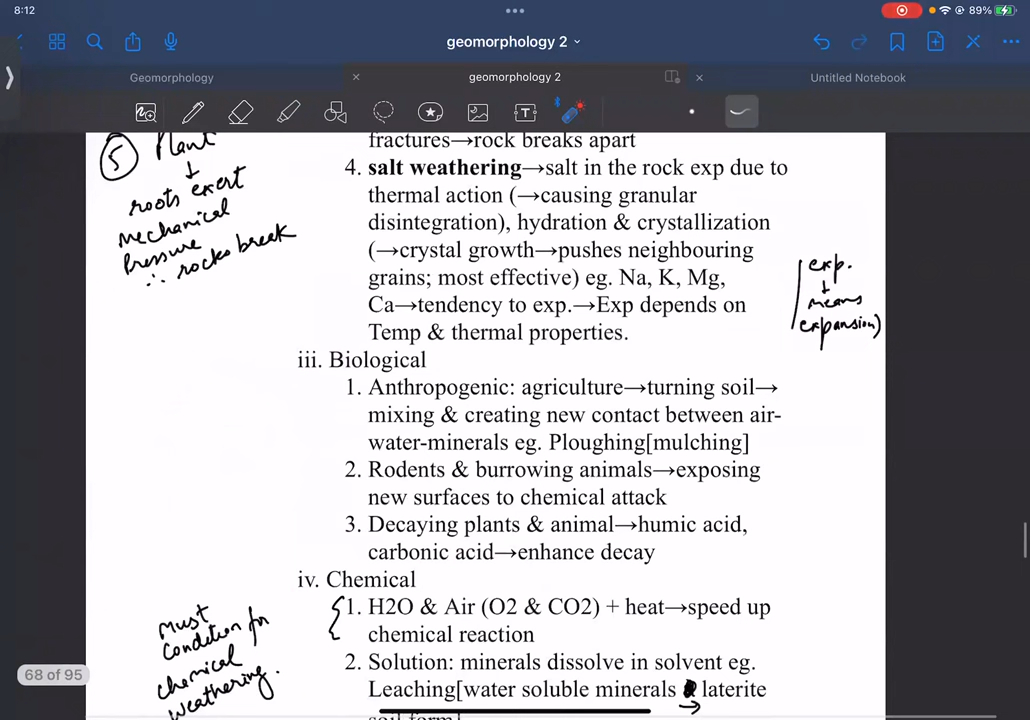 8:12
89%
geomorphology 2
Geomorphology
geomorphology 2
Untitled Notebook
fractures→rock breaks apart
4. salt weathering→salt in the rock exp due to
thermal action (→causing granular
disintegration), hydration & crystallization
(→crystal growth→pushes neighbouring
grains; most effective) eg. Na, K, Mg,
Ca→tendency to exp.→Exp depends on
Temp & thermal properties.
5 Plant
↓
roots exert
mechanical
pressure
∴ rocks break
exp.
↓
means
expansion)
iii. Biological
1. Anthropogenic: agriculture→turning soil→
mixing & creating new contact between air-
water-minerals eg. Ploughing[mulching]
2. Rodents & burrowing animals→exposing
new surfaces to chemical attack
3. Decaying plants & animal→humic acid,
carbonic acid→enhance decay
iv. Chemical
1. H2O & Air (O2 & CO2) + heat→speed up
chemical reaction
2. Solution: minerals dissolve in solvent eg.
Leaching[water soluble minerals → laterite
soil form]
Must
Condition for
chemical
weathering.
68 of 95